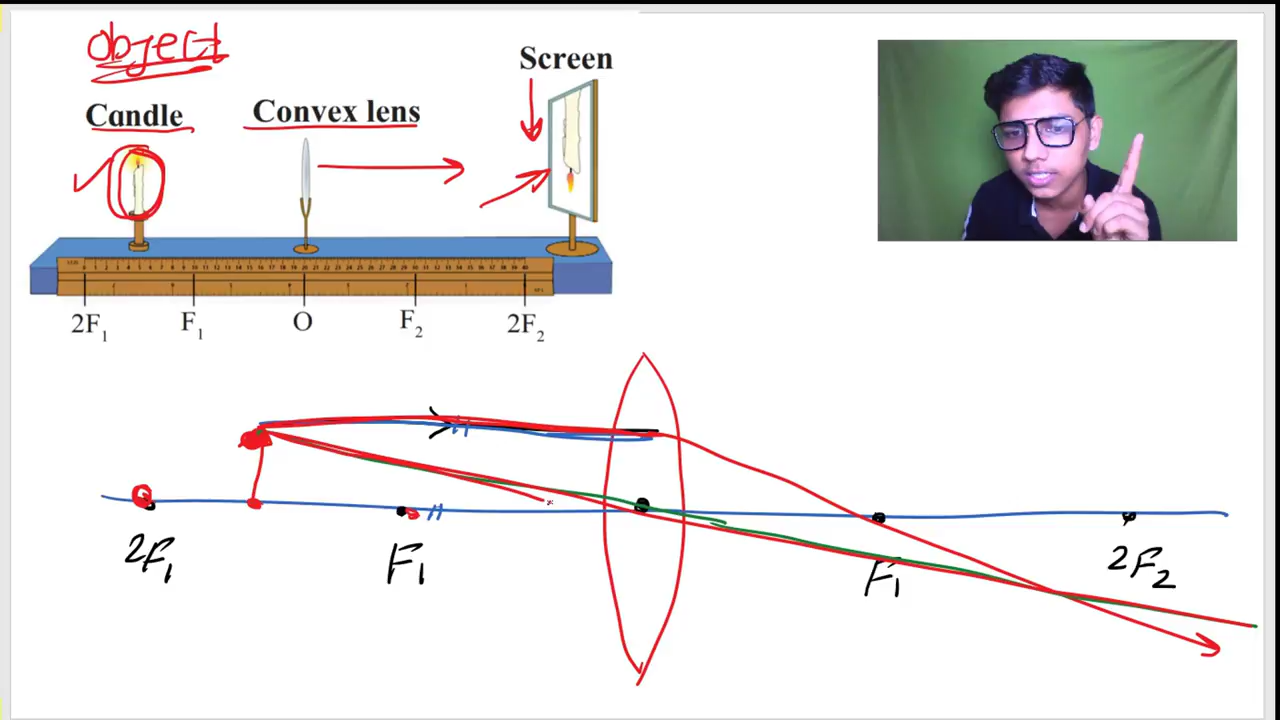 object
Screen
Candle
Convex lens
2F₁ F₁ O F₂ 2F₂
2F₁ F₁ F₁ 2F₂